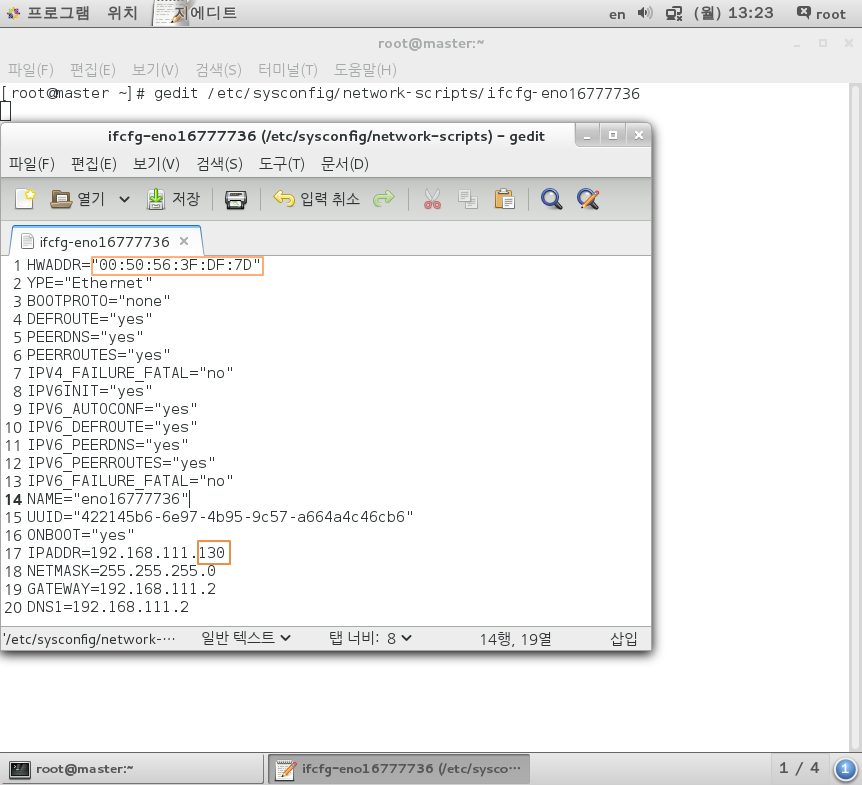 프로그램 위치 지에디트 en (월) 13:23 root
root@master:~
파일(F) 편집(E) 보기(V) 검색(S) 터미널(T) 도움말(H)
[root@master ~]# gedit /etc/sysconfig/network-scripts/ifcfg-eno16777736
ifcfg-eno16777736 (/etc/sysconfig/network-scripts) - gedit
파일(F) 편집(E) 보기(V) 검색(S) 도구(T) 문서(D)
열기 저장 입력 취소
ifcfg-eno16777736
1 HWADDR="00:50:56:3F:DF:7D"
2 YPE="Ethernet"
3 BOOTPROTO="none"
4 DEFROUTE="yes"
5 PEERDNS="yes"
6 PEERROUTES="yes"
7 IPV4_FAILURE_FATAL="no"
8 IPV6INIT="yes"
9 IPV6_AUTOCONF="yes"
10 IPV6_DEFROUTE="yes"
11 IPV6_PEERDNS="yes"
12 IPV6_PEERROUTES="yes"
13 IPV6_FAILURE_FATAL="no"
14 NAME="eno16777736"
15 UUID="422145b6-6e97-4b95-9c57-a664a4c46cb6"
16 ONBOOT="yes"
17 IPADDR=192.168.111.130
18 NETMASK=255.255.255.0
19 GATEWAY=192.168.111.2
20 DNS1=192.168.111.2
'/etc/sysconfig/network-… 일반 텍스트 탭 너비: 8 14행, 19열 삽입
root@master:~ ifcfg-eno16777736 (/etc/sysco… 1 / 4 1